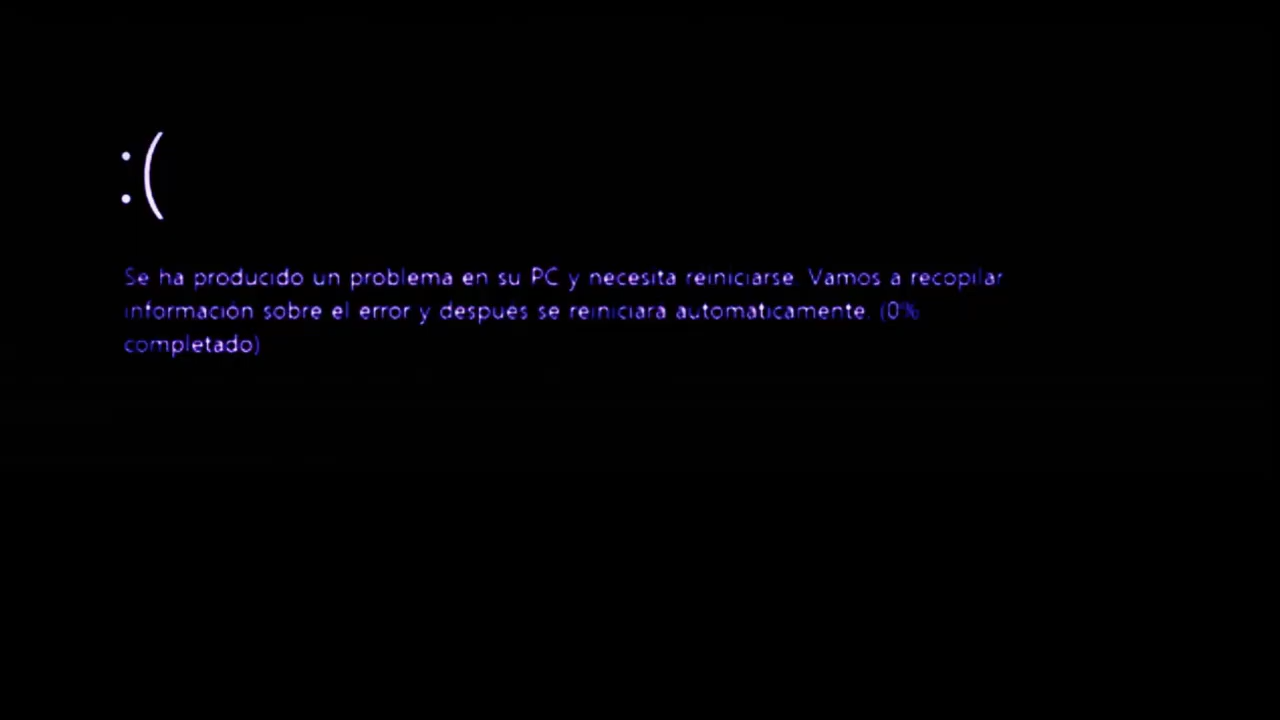 :(
Se ha producido un problema en su PC y necesita reiniciarse. Vamos a recopilar
información sobre el error y después se reiniciara automaticamente. (0%
completado)